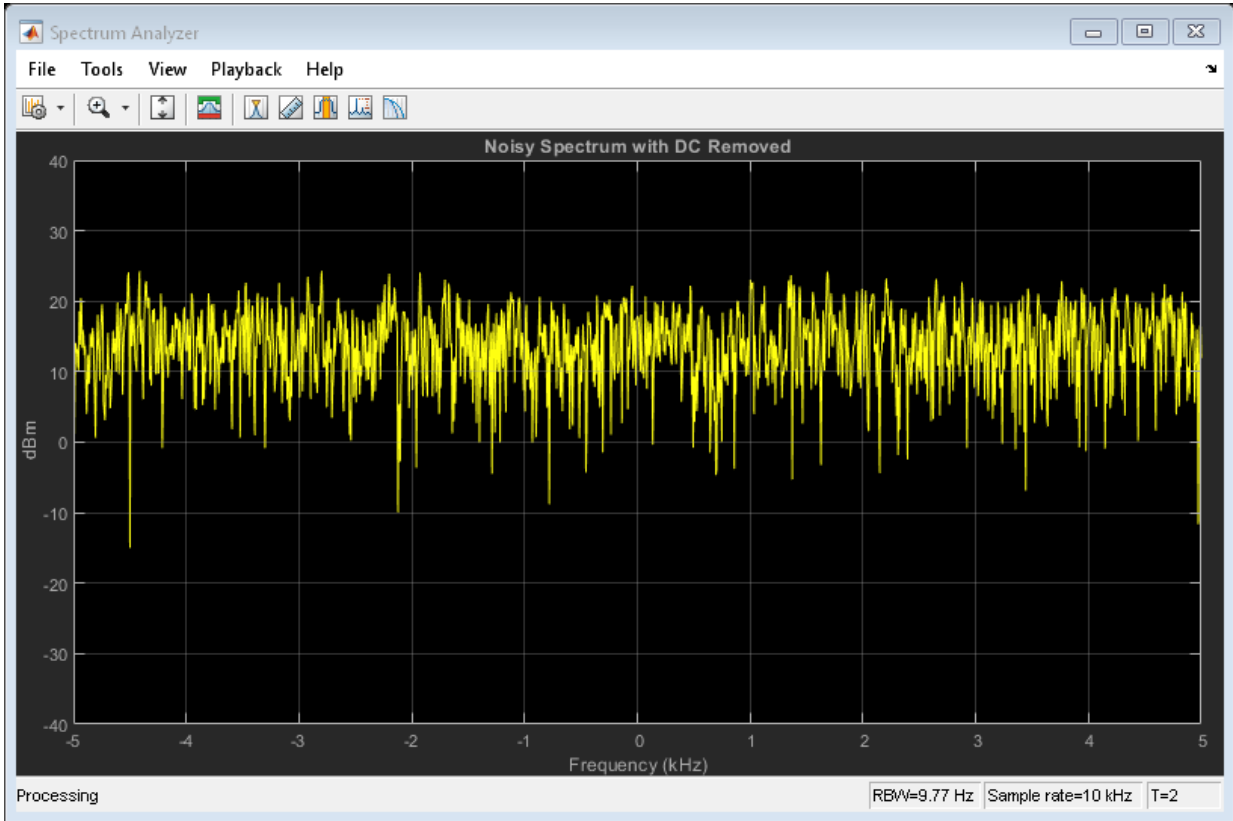 Spectrum Analyzer
File Tools View Playback Help
Noisy Spectrum with DC Removed
40
30
20
10
0
-10
-20
-30
-40
dBm
-5 -4 -3 -2 -1 0 1 2 3 4 5
Frequency (kHz)
Processing RBW=9.77 Hz Sample rate=10 kHz T=2